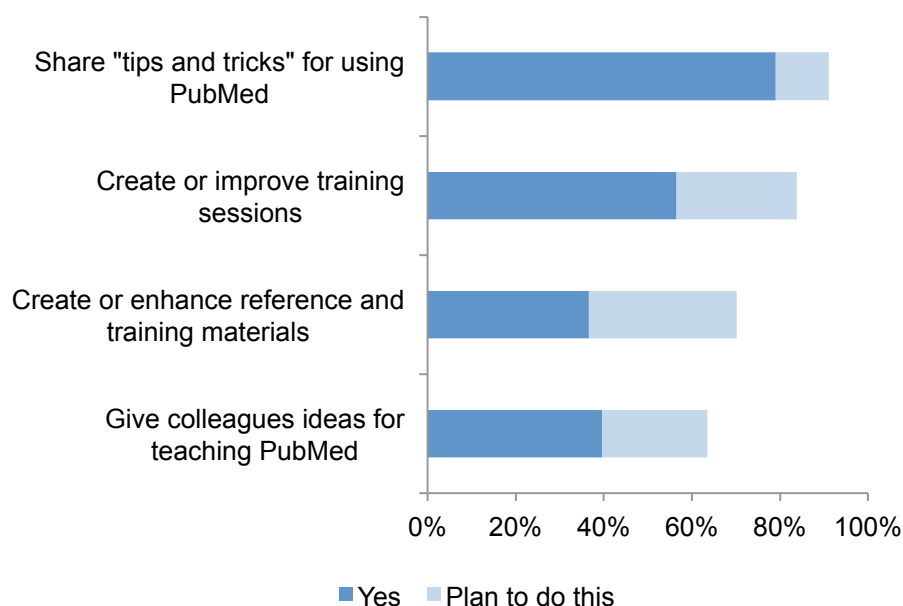 Share "tips and tricks" for using
PubMed
Create or improve training
sessions
Create or enhance reference and
training materials
Give colleagues ideas for
teaching PubMed
0% 20% 40% 60% 80% 100%
Yes Plan to do this